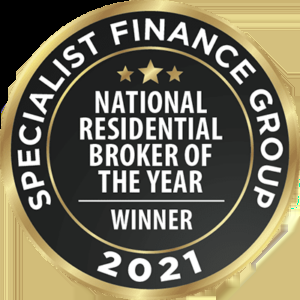 SPECIALIST FINANCE GROUP
NATIONAL
RESIDENTIAL
BROKER OF
THE YEAR
WINNER
2021